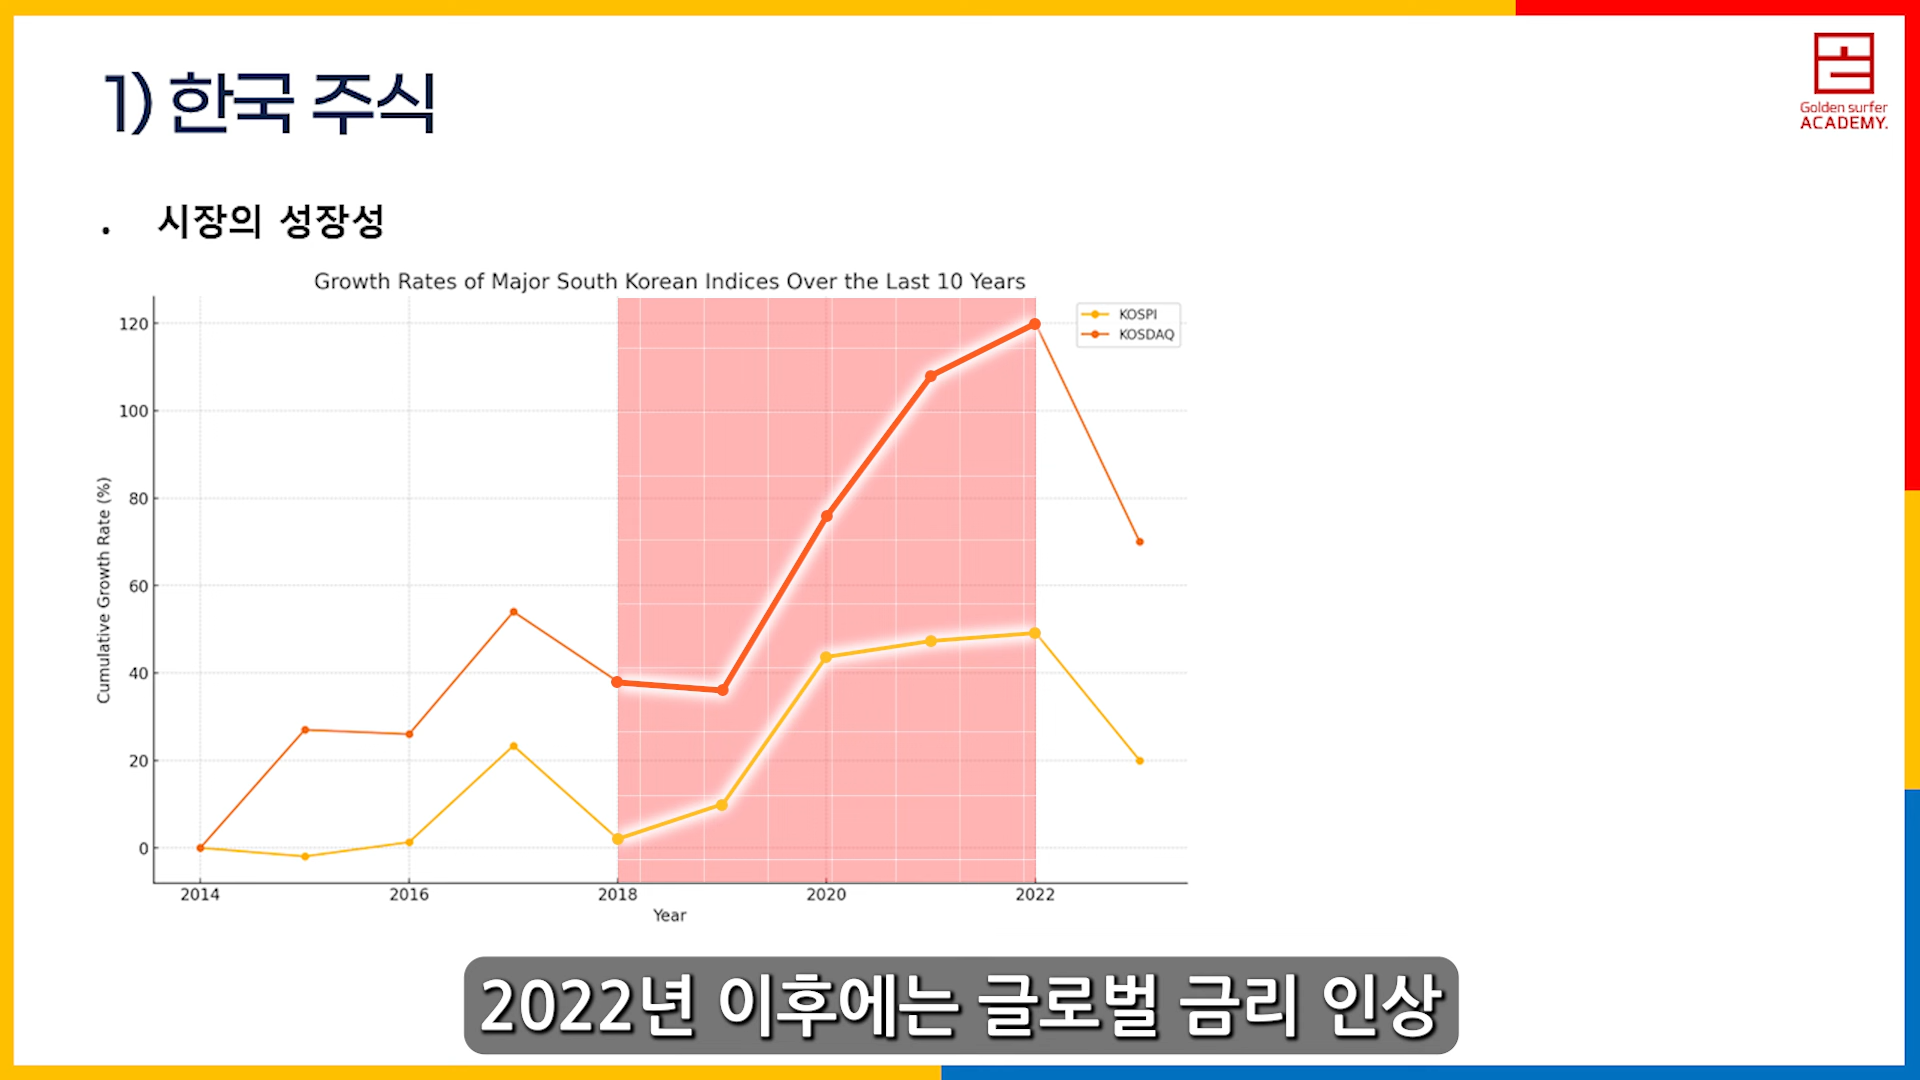 1) 한국 주식
Golden surfer
ACADEMY.
. 시장의 성장성
Growth Rates of Major South Korean Indices Over the Last 10 Years
KOSPI
KOSDAQ
Cumulative Growth Rate (%)
120
100
80
60
40
20
0
2014 2016 2018 2020 2022
Year
2022년 이후에는 글로벌 금리 인상